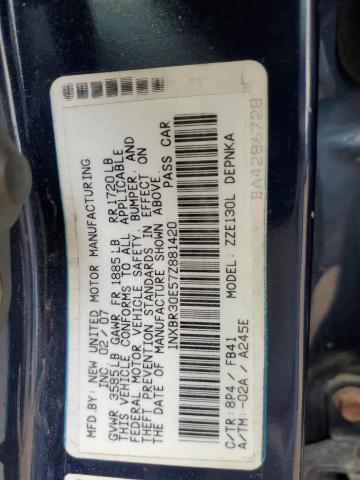 MFD.BY: NEW UNITED MOTOR MANUFACTURING
INC. 02/07
GVWR 3585LB GAWR FR 1885LB RR 1720LB
THIS VEHICLE CONFORMS TO ALL APPLICABLE
FEDERAL MOTOR VEHICLE SAFETY, BUMPER, AND
THEFT PREVENTION STANDARDS IN EFFECT ON
THE DATE OF MANUFACTURE SHOWN ABOVE.
1NXBR30E57Z881420 PASS CAR
C/TR: 8P4 / FB41 MODEL: ZZE130L DEPNKA
A/TM: -02A / A245E
BA4286728